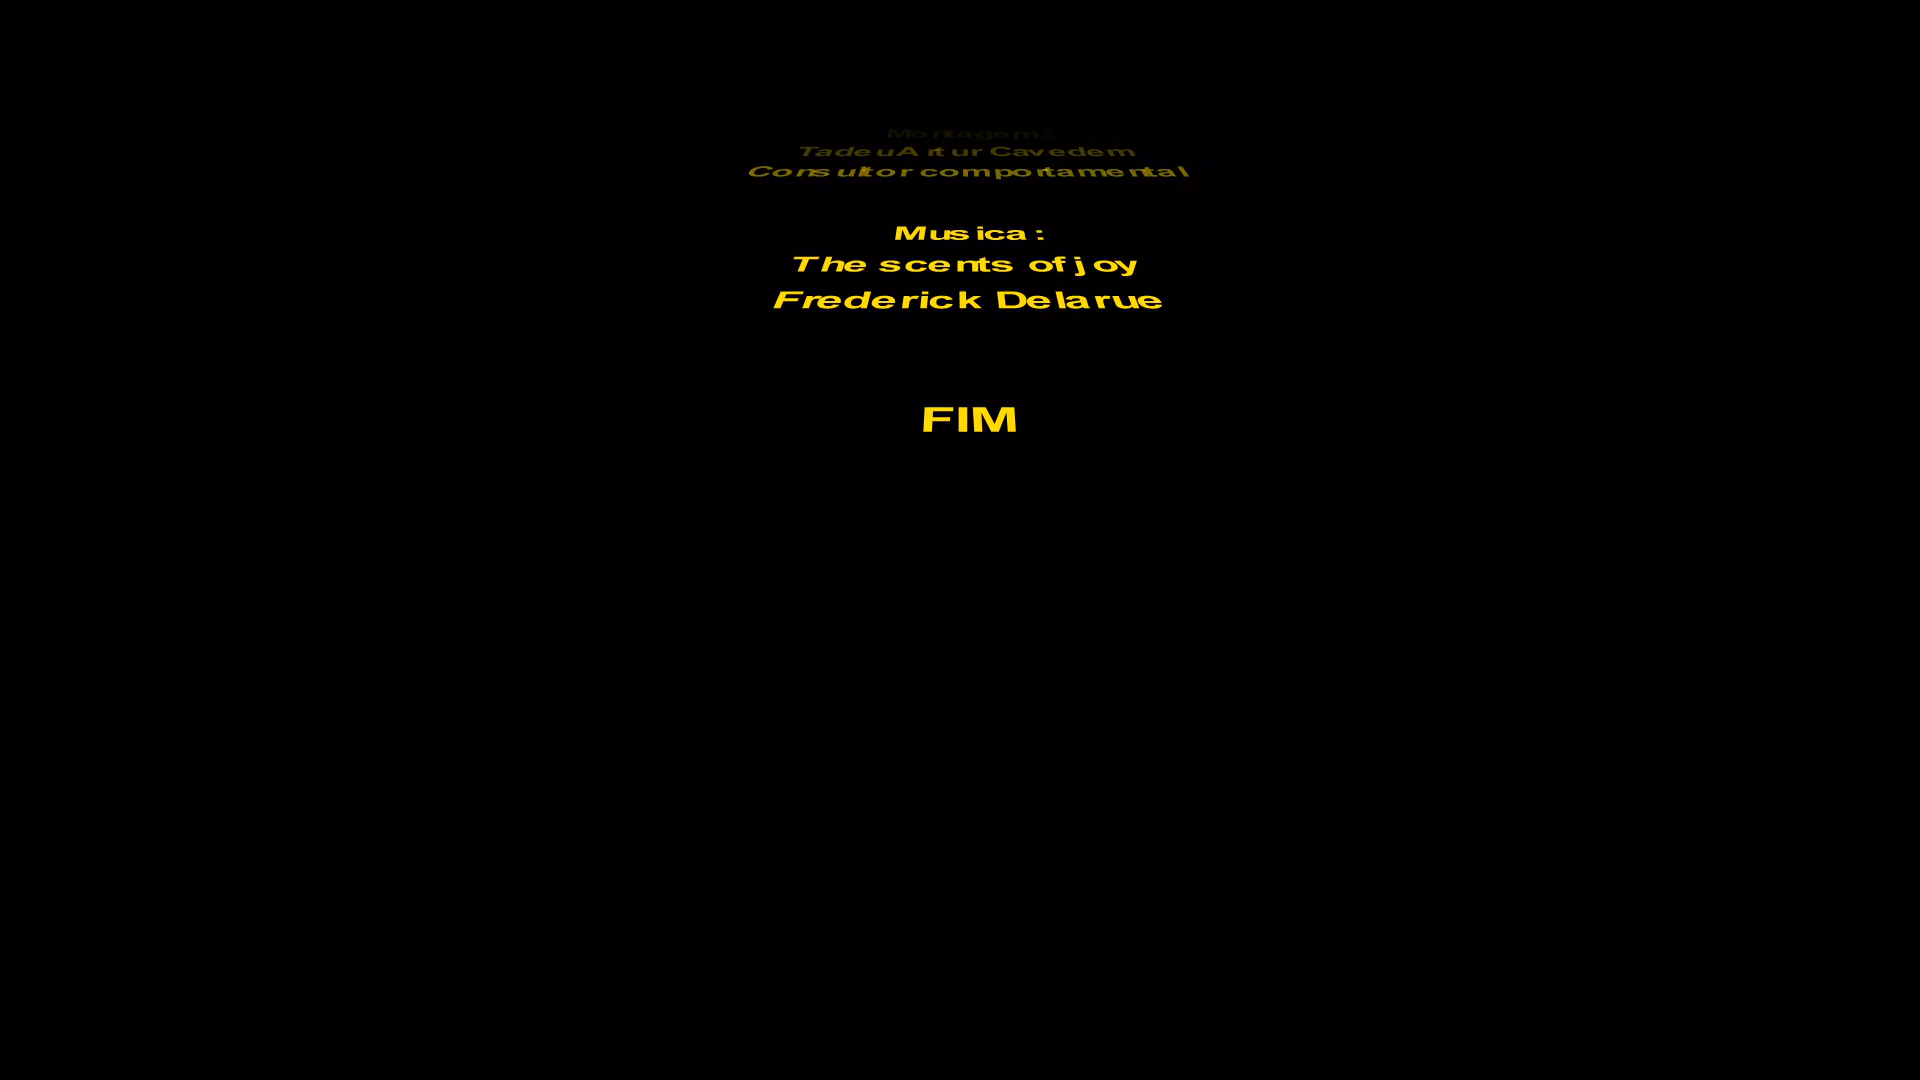 Montagem:
Tadeu Artur Cavedem
Consultor comportamental
Musica:
The scents of joy
Frederick Delarue
FIM